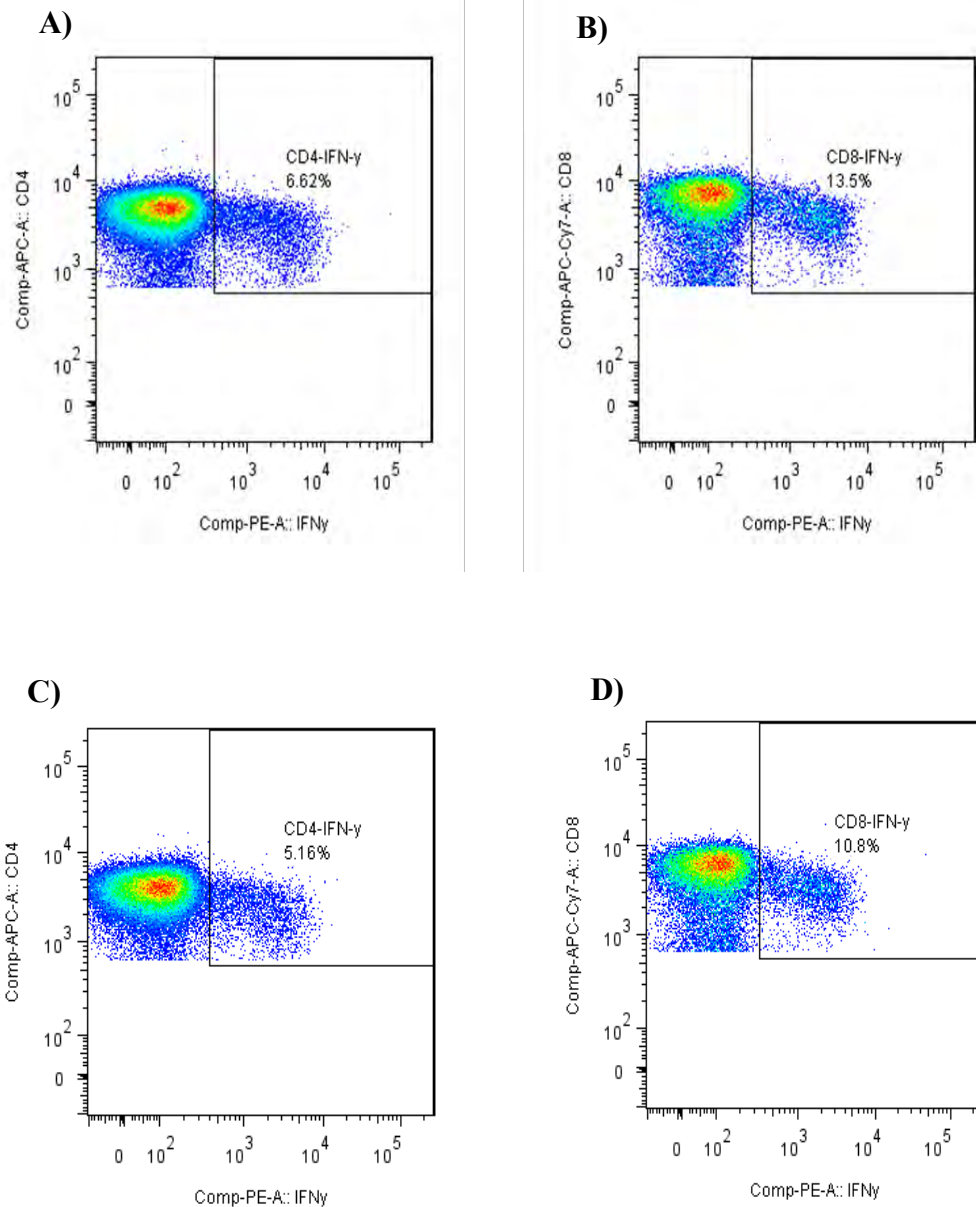 A)
10^5
10^4
10^3
10^2
0
Comp-APC-A:: CD4
CD4-IFN-y
6.62%
0 10^2 10^3 10^4 10^5
Comp-PE-A:: IFNy
B)
10^5
10^4
10^3
10^2
0
Comp-APC-Cy7-A:: CD8
CD8-IFN-y
13.5%
0 10^2 10^3 10^4 10^5
Comp-PE-A:: IFNy
C)
10^5
10^4
10^3
10^2
0
Comp-APC-A:: CD4
CD4-IFN-y
5.16%
0 10^2 10^3 10^4 10^5
Comp-PE-A:: IFNy
D)
10^5
10^4
10^3
10^2
0
Comp-APC-Cy7-A:: CD8
CD8-IFN-y
10.8%
0 10^2 10^3 10^4 10^5
Comp-PE-A:: IFNy